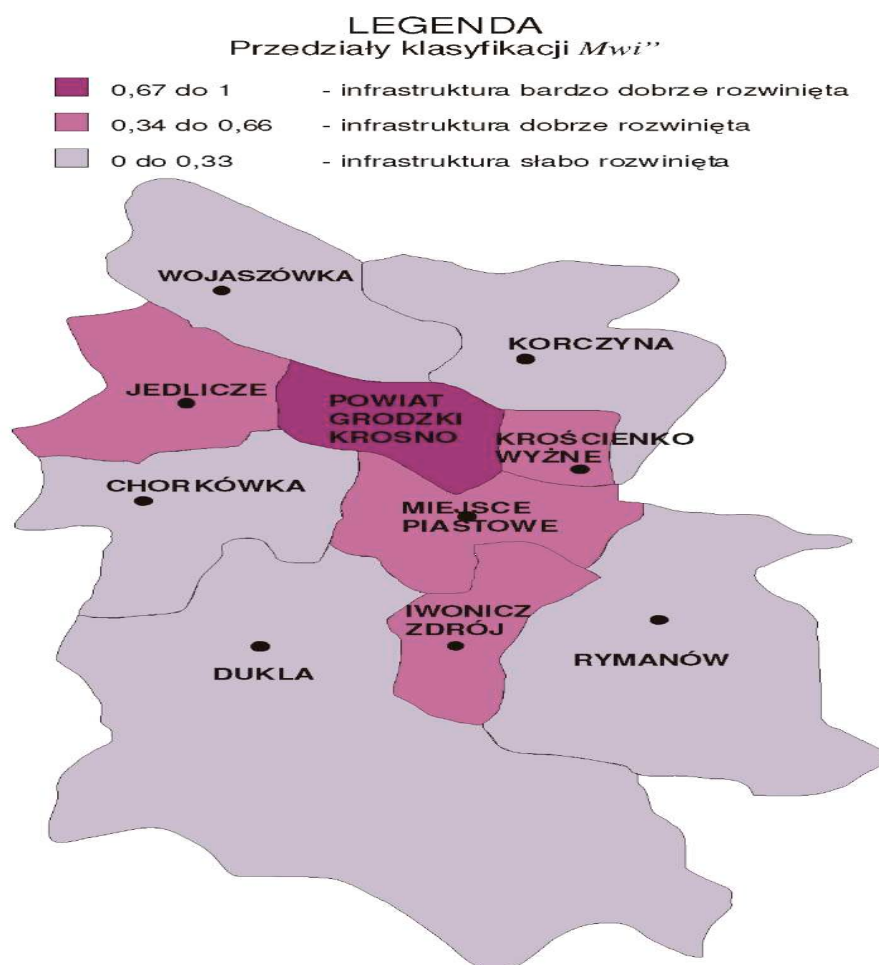 LEGENDA
Przedziały klasyfikacji Mwi”
0,67 do 1 - infrastruktura bardzo dobrze rozwinięta
0,34 do 0,66 - infrastruktura dobrze rozwinięta
0 do 0,33 - infrastruktura słabo rozwinięta
WOJASZÓWKA
KORCZYNA
JEDLICZE
POWIAT
GRODZKI
KROSNO
KROŚCIENKO
WYŻNE
CHORKÓWKA
MIEJSCE
PIASTOWE
IWONICZ
ZDRÓJ
DUKLA
RYMANÓW